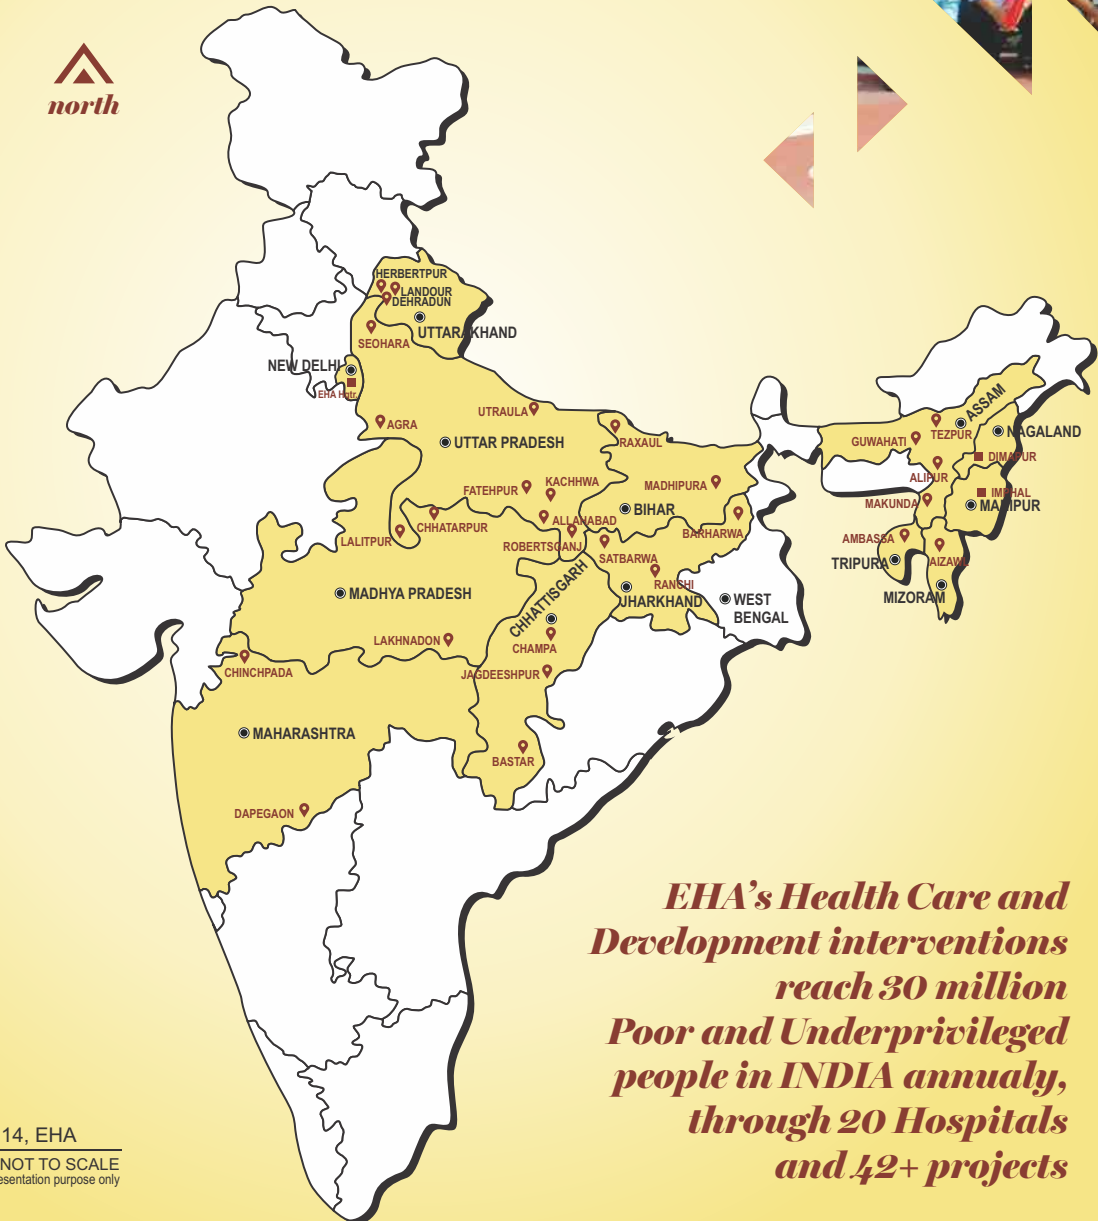 north
HERBERTPUR
LANDOUR
DEHRADUN
UTTARAKHAND
SEOHARA
NEW DELHI
EHA Hqtr.
AGRA
UTRAULA
UTTAR PRADESH
RAXAUL
FATEHPUR
KACHHWA
MADHIPURA
BIHAR
ALLAHABAD
CHHATARPUR
LALITPUR
ROBERTSGANJ
BARHARWA
SATBARWA
RANCHI
JHARKHAND
CHHATTISGARH
MADHYA PRADESH
WEST
BENGAL
LAKHNADON
CHAMPA
CHINCHPADA
JAGDEESHPUR
MAHARASHTRA
BASTAR
DAPEGAON
ASSAM
TEZPUR
NAGALAND
GUWAHATI
DIMAPUR
ALIPUR
IMPHAL
MAKUNDA
MANIPUR
AMBASSA
AIZAWL
TRIPURA
MIZORAM
EHA's Health Care and
Development interventions
reach 30 million
Poor and Underprivileged
people in INDIA annualy,
through 20 Hospitals
and 42+ projects
14, EHA
NOT TO SCALE
purpose only